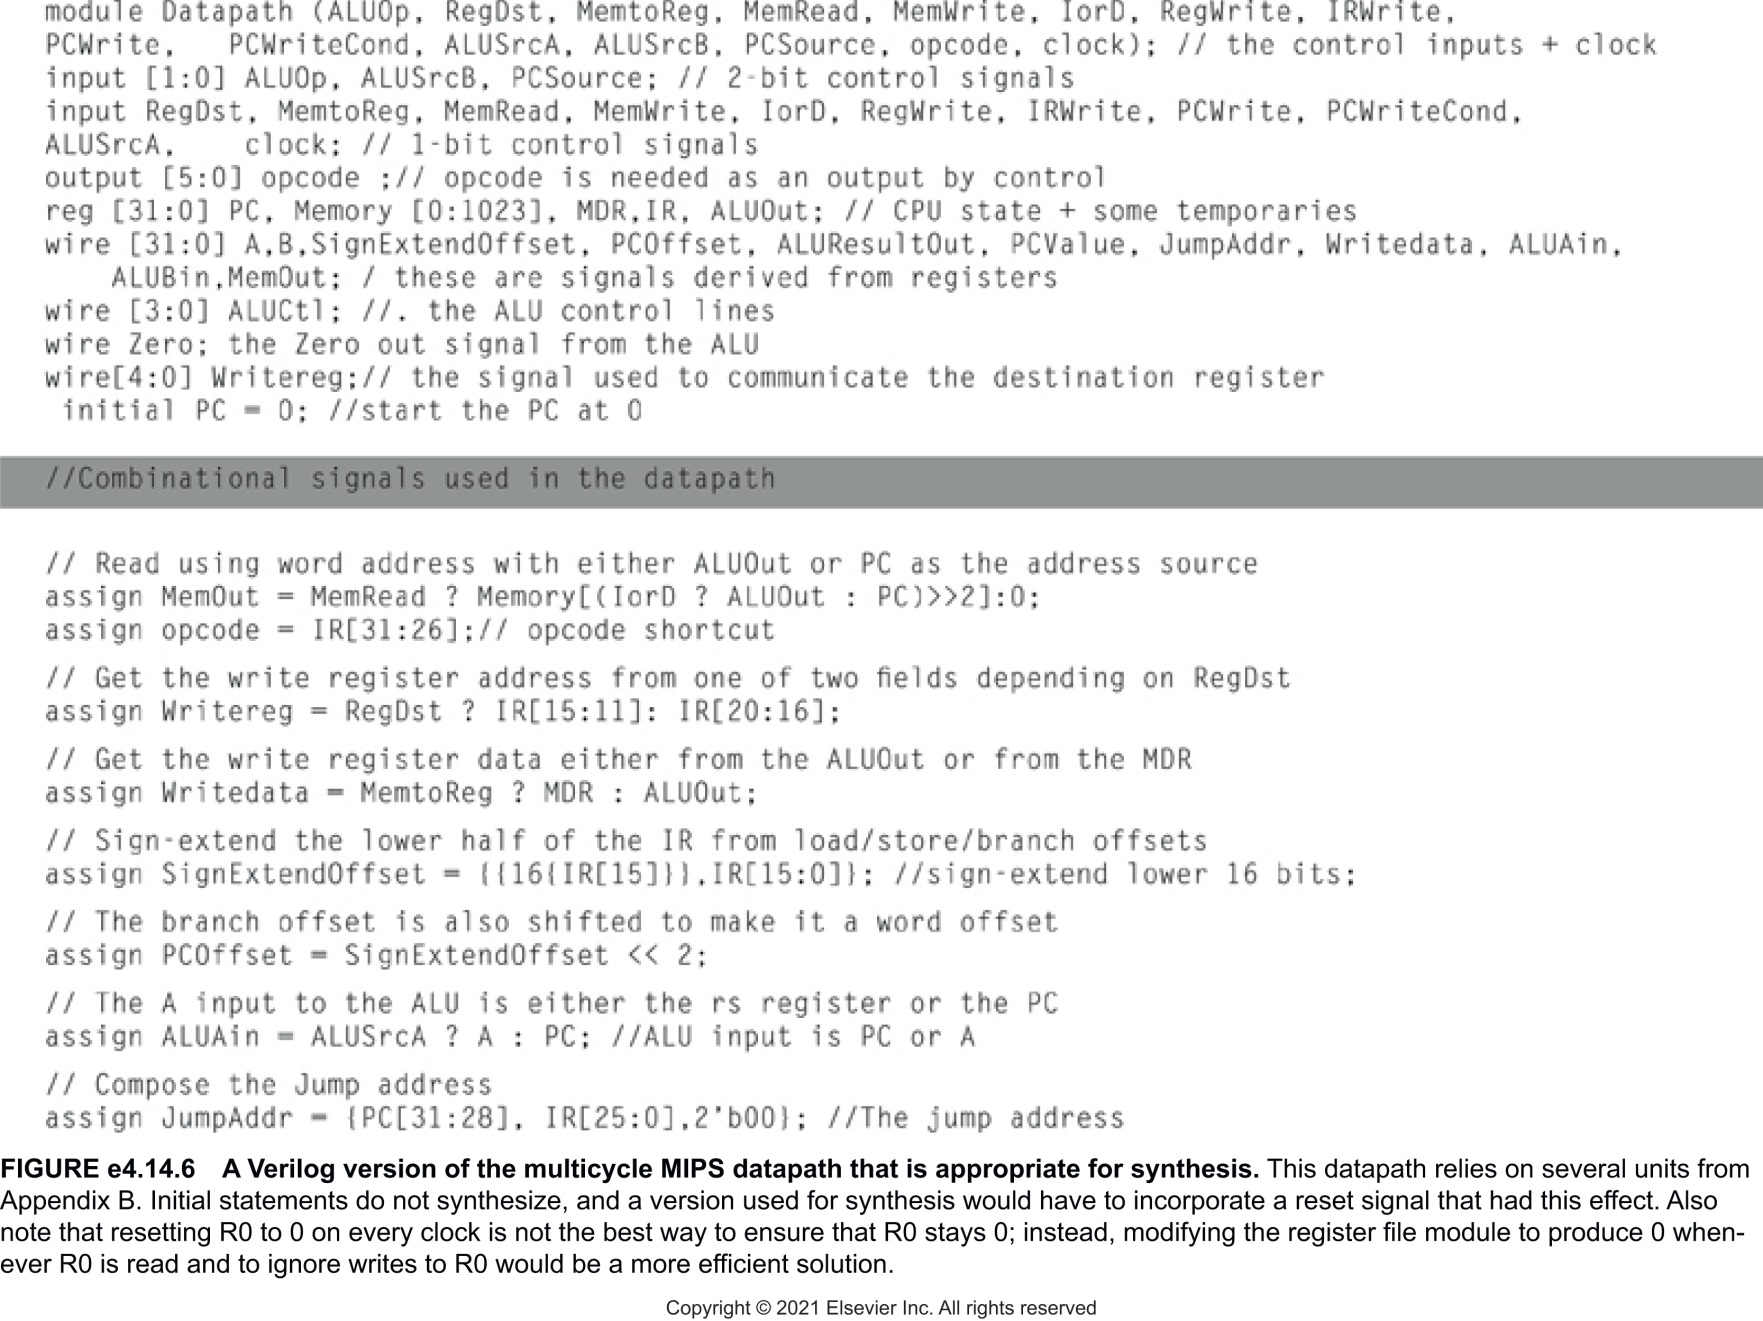 module Datapath (ALUOp, RegDst, MemtoReg, MemRead, MemWrite, IorD, RegWrite, IRWrite,
PCWrite, PCWriteCond, ALUSrcA, ALUSrcB, PCSource, opcode, clock); // the control inputs + clock
input [1:0] ALUOp, ALUSrcB, PCSource; // 2-bit control signals
input RegDst, MemtoReg, MemRead, MemWrite, IorD, RegWrite, IRWrite, PCWrite, PCWriteCond,
ALUSrcA, clock; // 1-bit control signals
output [5:0] opcode ;// opcode is needed as an output by control
reg [31:0] PC, Memory [0:1023], MDR,IR, ALUOut; // CPU state + some temporaries
wire [31:0] A,B,SignExtendOffset, PCOffset, ALUResultOut, PCValue, JumpAddr, Writedata, ALUAin,
ALUBin,MemOut; / these are signals derived from registers
wire [3:0] ALUCtl; //. the ALU control lines
wire Zero; the Zero out signal from the ALU
wire[4:0] Writereg;// the signal used to communicate the destination register
initial PC = 0; //start the PC at 0
//Combinational signals used in the datapath
// Read using word address with either ALUOut or PC as the address source
assign MemOut = MemRead ? Memory[(IorD ? ALUOut : PC)>>2]:0;
assign opcode = IR[31:26];// opcode shortcut
// Get the write register address from one of two fields depending on RegDst
assign Writereg = RegDst ? IR[15:11]: IR[20:16];
// Get the write register data either from the ALUOut or from the MDR
assign Writedata = MemtoReg ? MDR : ALUOut;
// Sign-extend the lower half of the IR from load/store/branch offsets
assign SignExtendOffset = {{16{IR[15]}},IR[15:0]}; //sign-extend lower 16 bits;
// The branch offset is also shifted to make it a word offset
assign PCOffset = SignExtendOffset << 2;
// The A input to the ALU is either the rs register or the PC
assign ALUAin = ALUSrcA ? A : PC; //ALU input is PC or A
// Compose the Jump address
assign JumpAddr = {PC[31:28], IR[25:0],2'b00}; //The jump address
FIGURE e4.14.6 A Verilog version of the multicycle MIPS datapath that is appropriate for synthesis. This datapath relies on several units from
Appendix B. Initial statements do not synthesize, and a version used for synthesis would have to incorporate a reset signal that had this effect. Also
note that resetting R0 to 0 on every clock is not the best way to ensure that R0 stays 0; instead, modifying the register file module to produce 0 when-
ever R0 is read and to ignore writes to R0 would be a more efficient solution.
Copyright © 2021 Elsevier Inc. All rights reserved